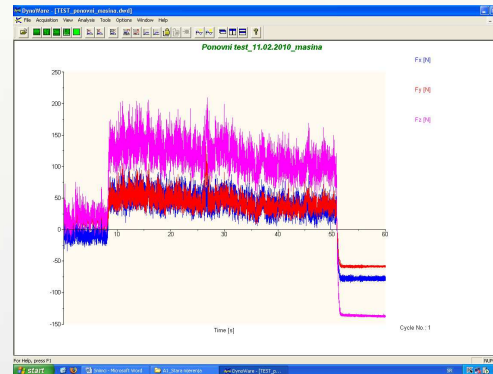 DynoWare - [TEST_ponovni_masina.dwd]
File Acquisition View Analysis Tools Options Window Help
Ponovni test_11.02.2010_masina
Fx [N]
Fy [N]
Fz [N]
250
200
150
100
50
0
-50
-100
-150
10 20 30 40 50 60
Time [s]
Cycle No.: 1
For Help, press F1
NUM
start
Snimci - Microsoft Word
DynoWare - [TEST_p...